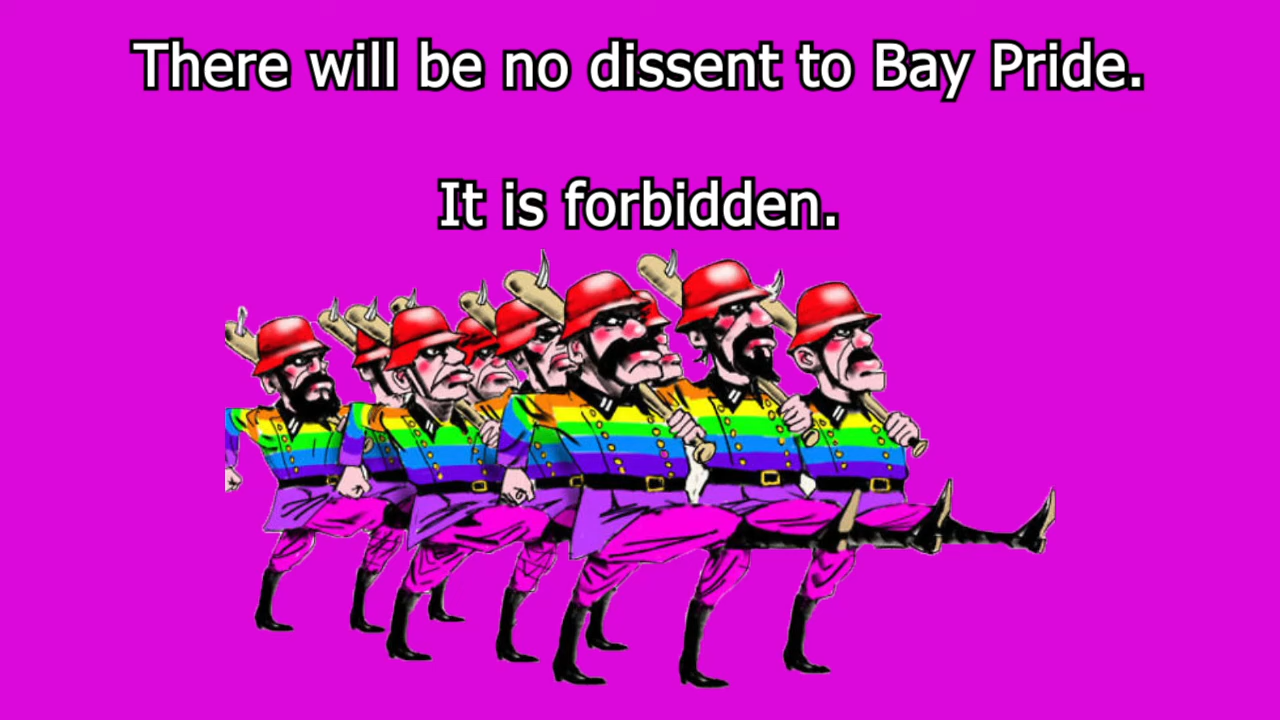 There will be no dissent to Bay Pride.
It is forbidden.